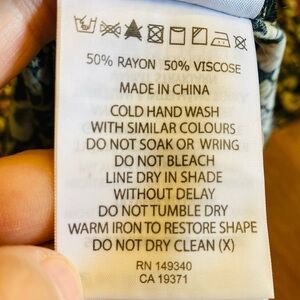 50% RAYON 50% VISCOSE
MADE IN CHINA
COLD HAND WASH
WITH SIMILAR COLOURS
DO NOT SOAK OR WRING
DO NOT BLEACH
LINE DRY IN SHADE
WITHOUT DELAY
DO NOT TUMBLE DRY
WARM IRON TO RESTORE SHAPE
DO NOT DRY CLEAN (X)
RN 149340
CA 19371